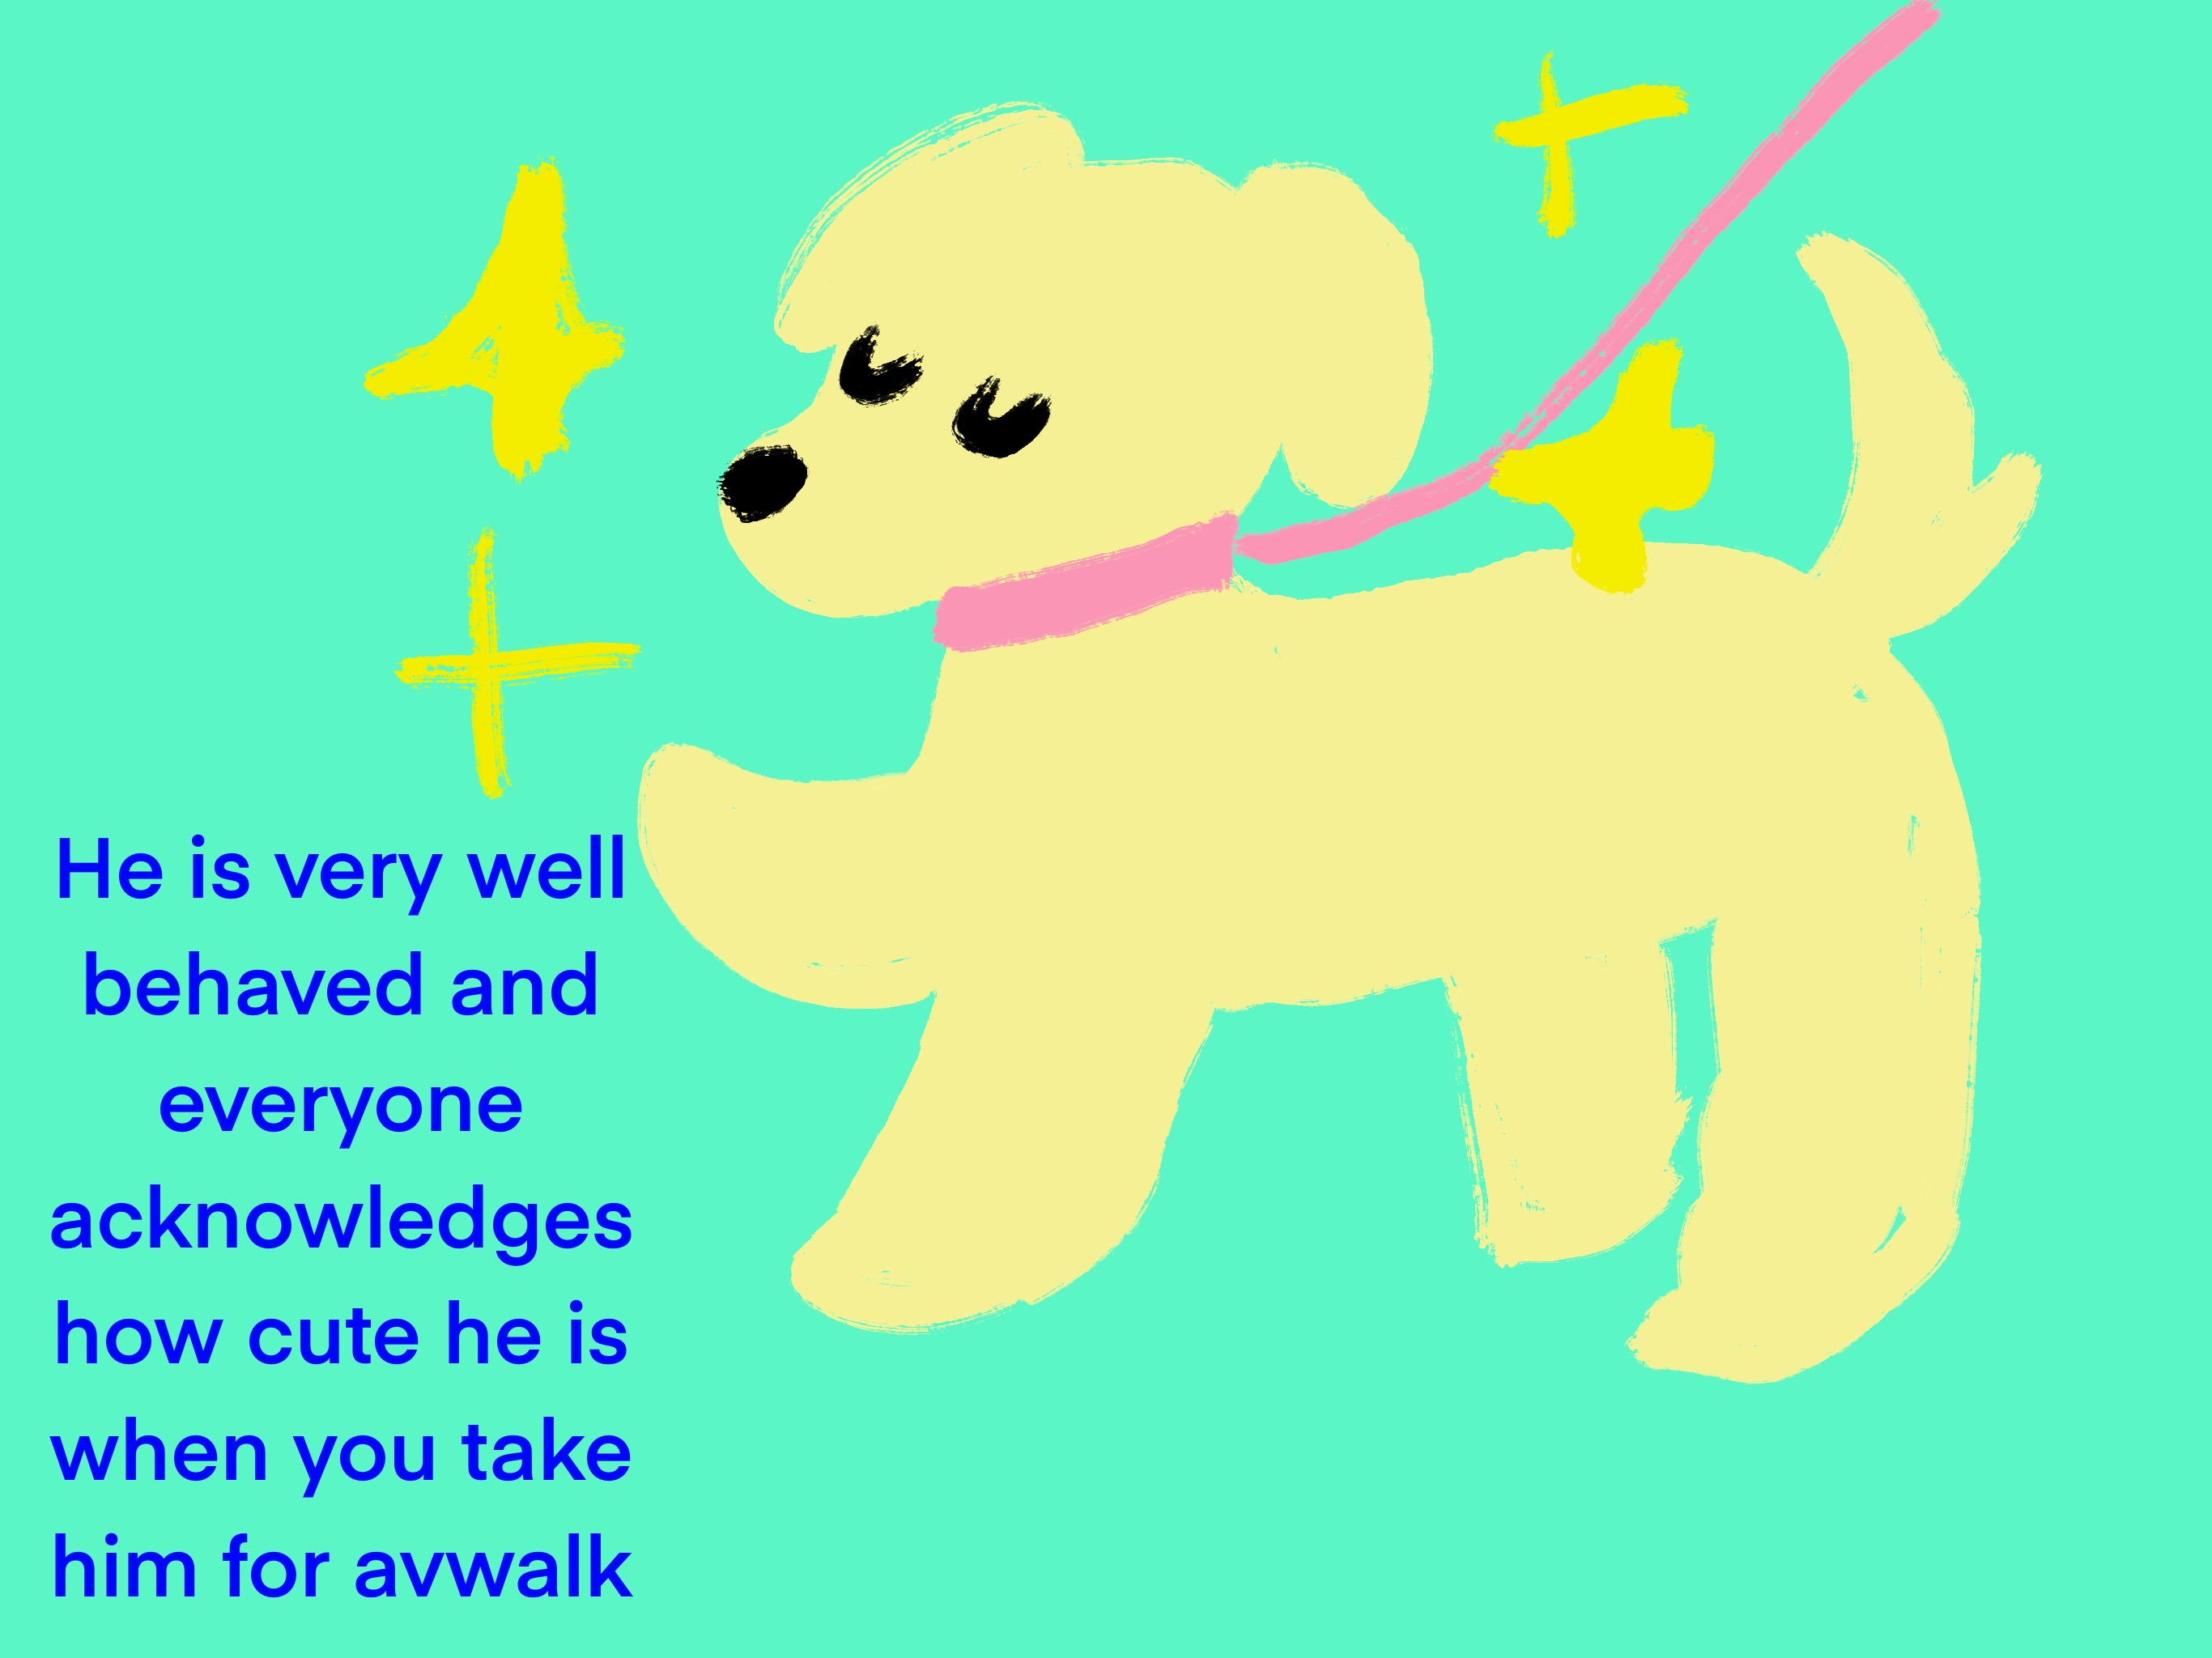 He is very well
behaved and
everyone
acknowledges
how cute he is
when you take
him for avwalk